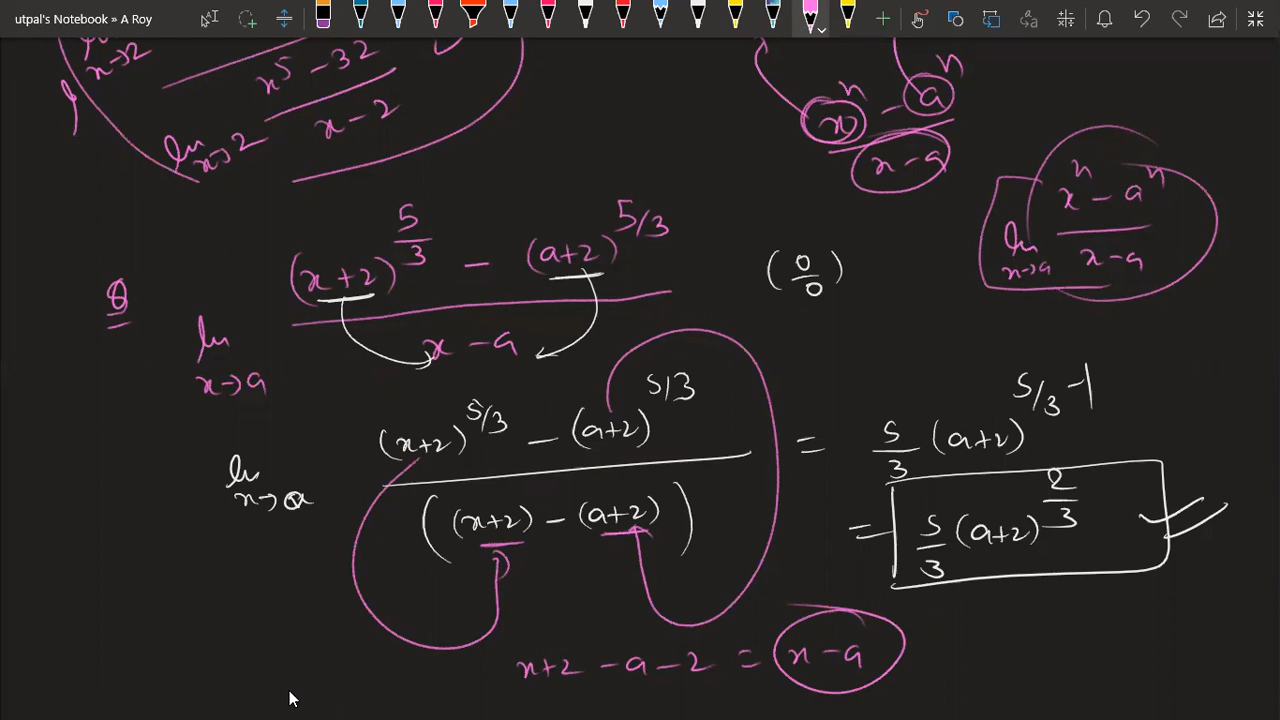 utpal's Notebook » A Roy
lim x→2
x⁵ - 32
lim x→2 x - 2
xⁿ - aⁿ
x - a
lim x→a (xⁿ - aⁿ)/(x - a)
Q lim x→a ((x+2)^(5/3) - (a+2)^(5/3))/(x - a) (0/0)
lim x→a ((x+2)^(5/3) - (a+2)^(5/3))/((x+2) - (a+2)) = 5/3 (a+2)^(5/3 - 1)
= 5/3 (a+2)^(2/3)
x+2 - a - 2 = x - a